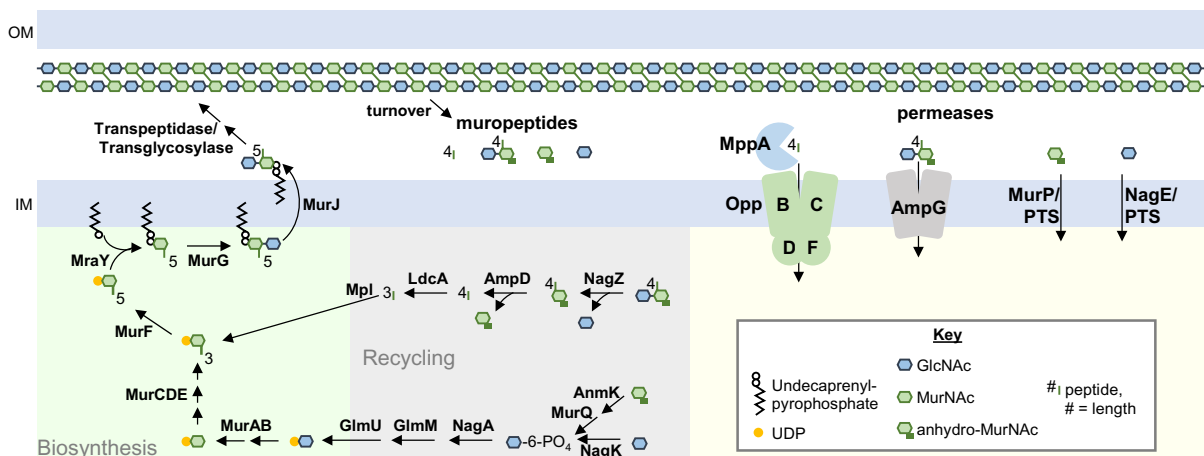 OM
turnover
muropeptides
permeases
Transpeptidase/
Transglycosylase
5
4
4
4
4
MppA
IM
MurJ
Opp
B
C
D
F
AmpG
MurP/
PTS
NagE/
PTS
MraY
5
MurG
5
5
MurF
3
MurCDE
Mpl
3
LdcA
4
AmpD
4
NagZ
4
Recycling
AnmK
MurQ
NagK
-6-PO4
NagA
GlmM
GlmU
MurAB
Biosynthesis
Key
Undecaprenyl-
pyrophosphate
UDP
GlcNAc
MurNAc
anhydro-MurNAc
# peptide,
# = length